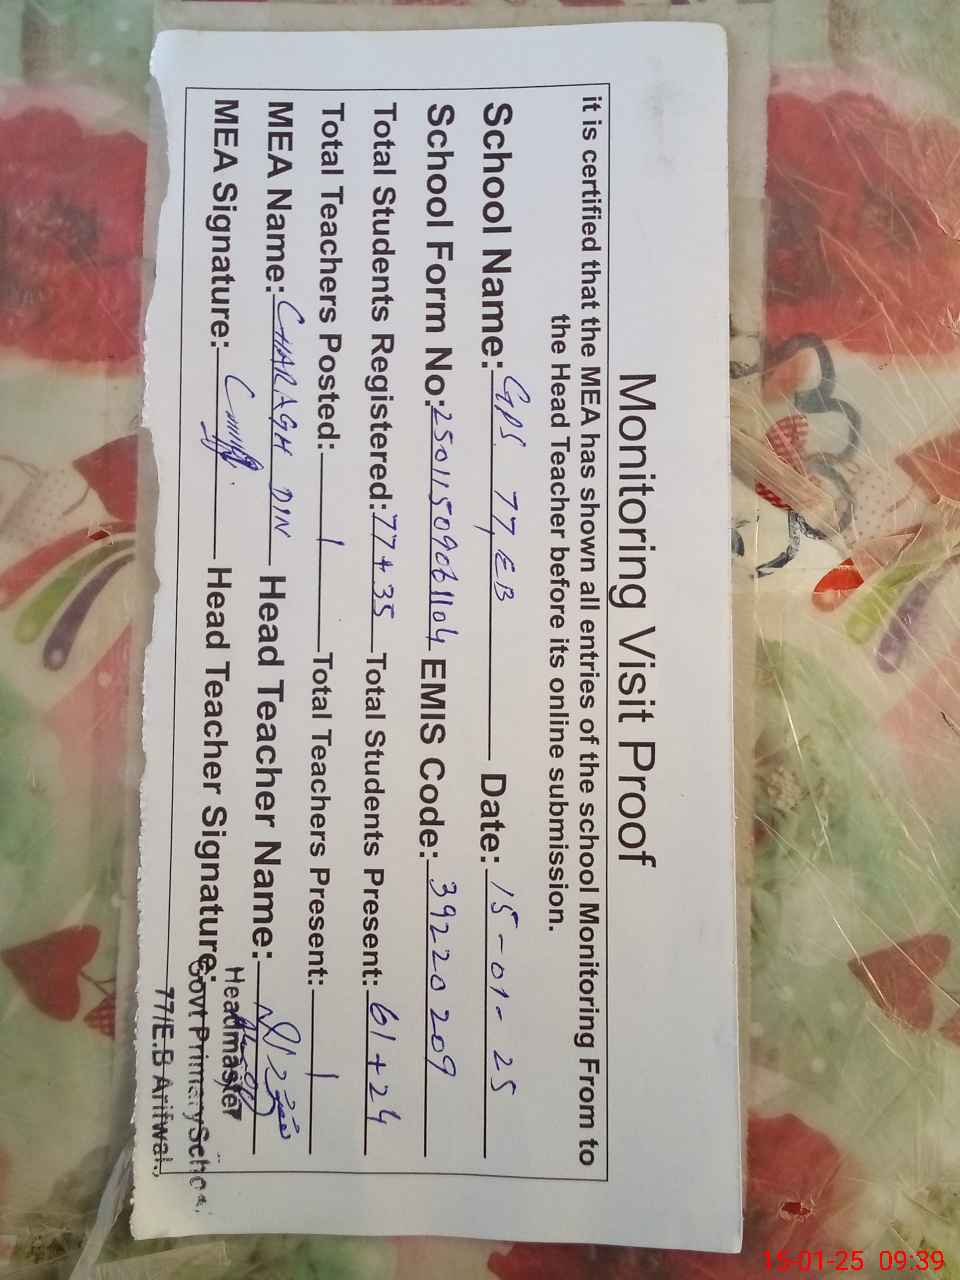 Monitoring Visit Proof
it is certified that the MEA has shown all entries of the school Monitoring From to
the Head Teacher before its online submission.
School Name: GPS 77, EB Date: 15-01-25
School Form No: 25011509061104 EMIS Code: 39220209
Total Students Registered: 77+35 Total Students Present: 61+24
Total Teachers Posted: 1 Total Teachers Present: 1
MEA Name: CHARAGH DIN Head Teacher Name:
MEA Signature: Head Teacher Signature:
Headmaster
Govt Primary School
77/E.B Arifwala
15-01-25 09:39